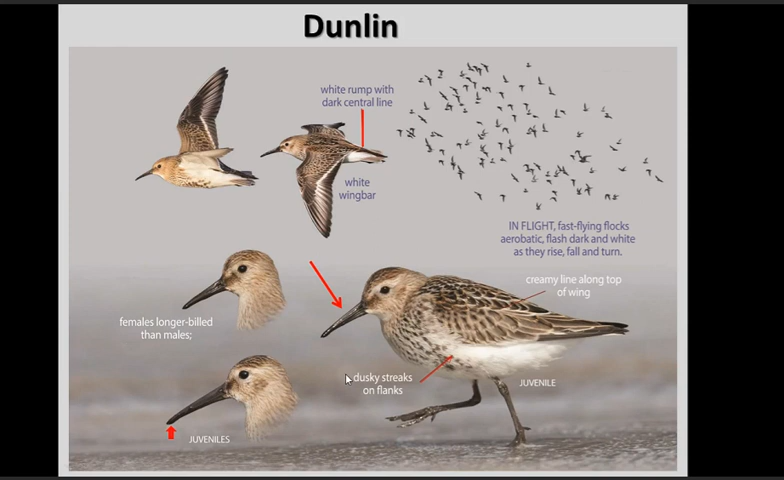 Dunlin
white rump with
dark central line
white
wingbar
IN FLIGHT, fast-flying flocks
aerobatic, flash dark and white
as they rise, fall and turn.
creamy line along top
of wing
females longer-billed
than males;
dusky streaks
on flanks
JUVENILE
JUVENILES